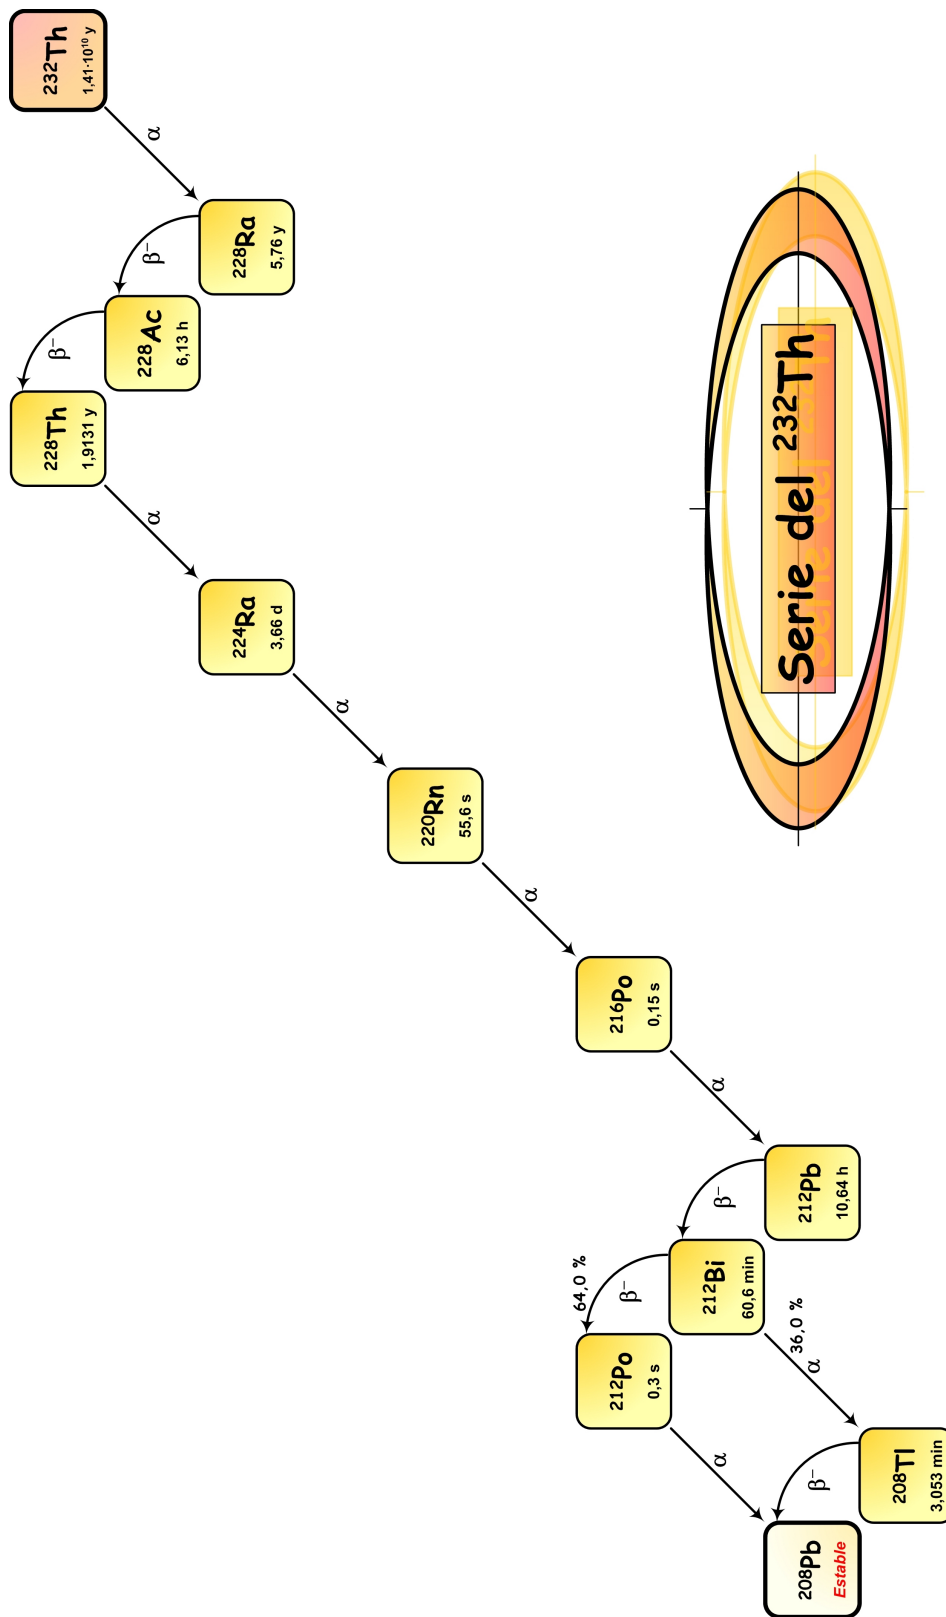 ²³²Th
1,41·10¹⁰ y
α
²²⁸Ra
5,76 y
β⁻
²²⁸Ac
6,13 h
β⁻
²²⁸Th
1,9131 y
α
²²⁴Ra
3,66 d
α
²²⁰Rn
55,6 s
α
²¹⁶Po
0,15 s
α
²¹²Pb
10,64 h
β⁻
²¹²Bi
60,6 min
64,0 %
β⁻
36,0 %
α
²¹²Po
0,3 s
α
²⁰⁸Tl
3,053 min
β⁻
²⁰⁸Pb
Estable
Serie del ²³²Th